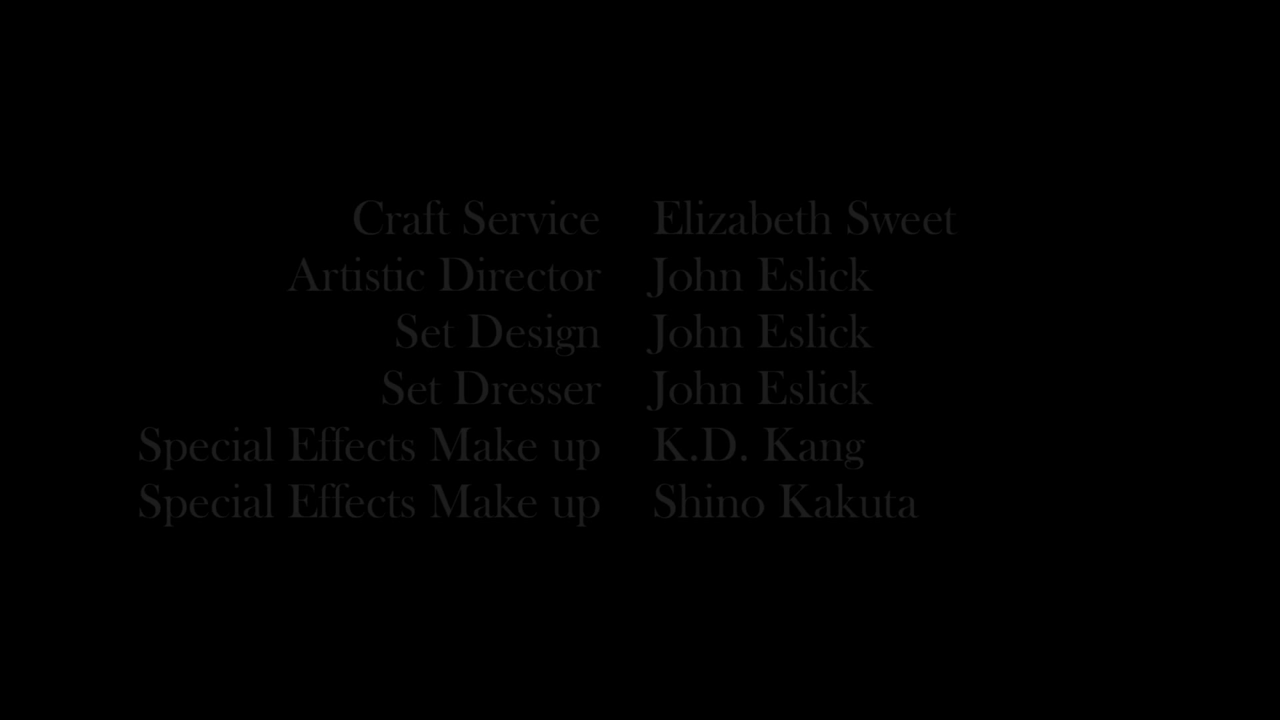 Craft Service Elizabeth Sweet
Artistic Director John Eslick
Set Design John Eslick
Set Dresser John Eslick
Special Effects Make up K.D. Kang
Special Effects Make up Shino Kakuta